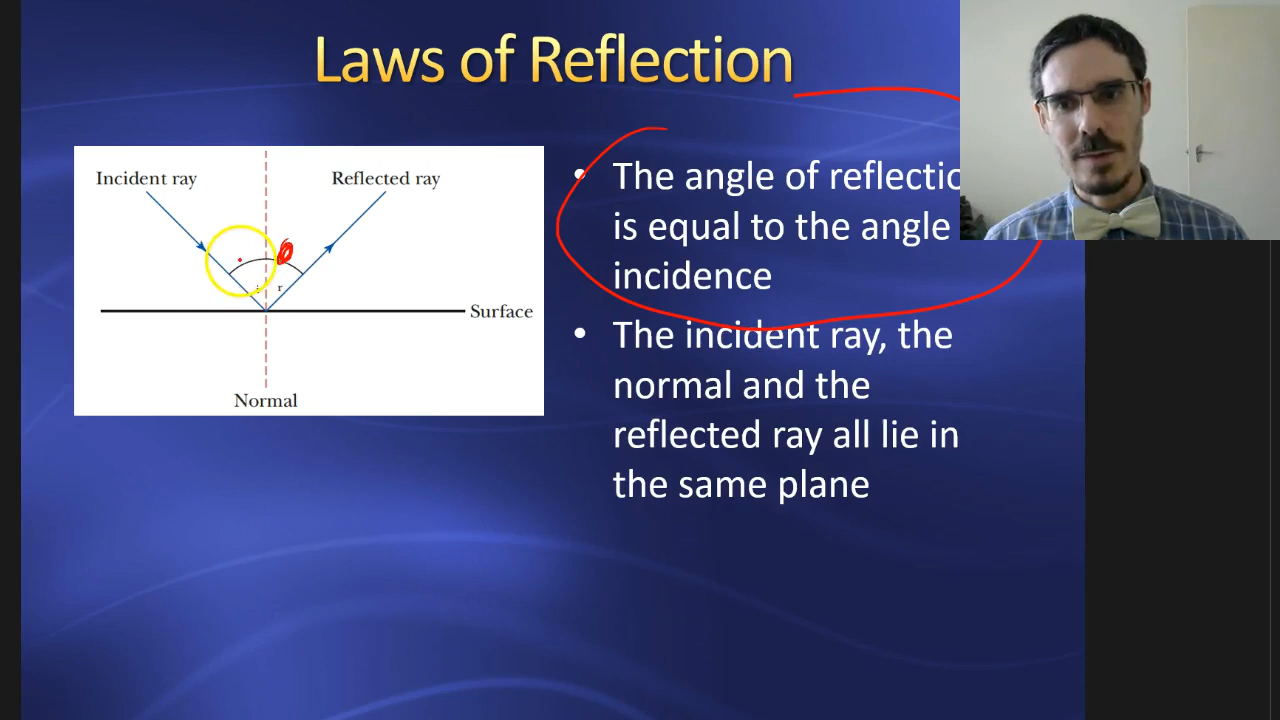 Laws of Reflection
Incident ray
Reflected ray
r
Surface
Normal
• The angle of reflectio
is equal to the angle
incidence
• The incident ray, the
normal and the
reflected ray all lie in
the same plane